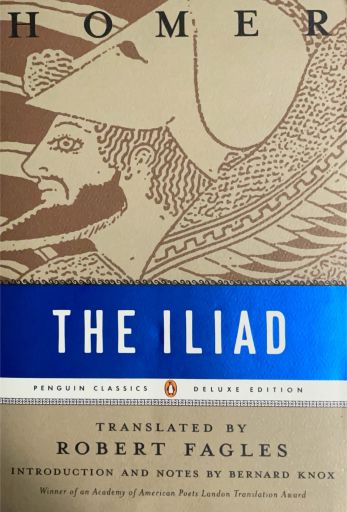 HOMER
THE ILIAD
PENGUIN CLASSICS DELUXE EDITION
TRANSLATED BY
ROBERT FAGLES
INTRODUCTION AND NOTES BY BERNARD KNOX
Winner of an Academy of American Poets Landon Translation Award